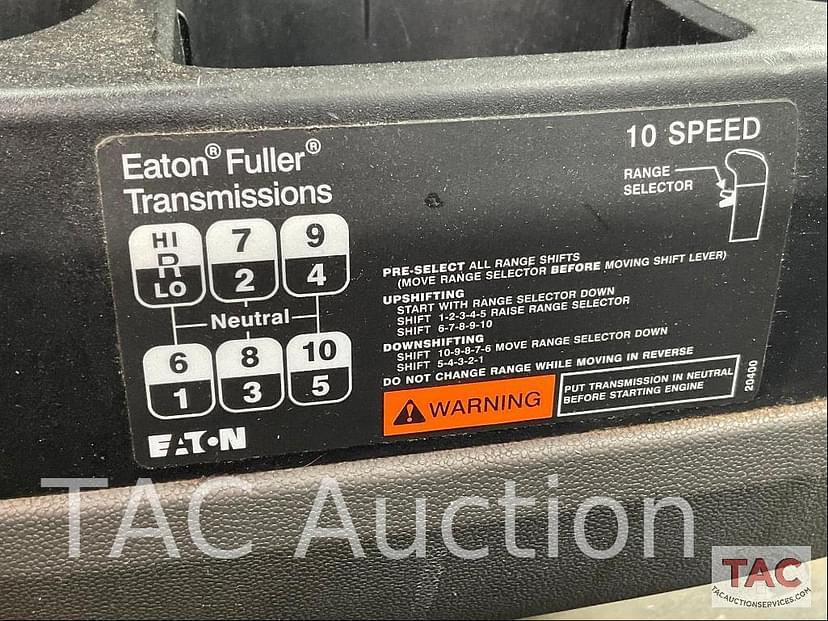 Eaton® Fuller®
Transmissions
10 SPEED
RANGE
SELECTOR
HI
R
LO
7
2
9
4
Neutral
6
1
8
3
10
5
EATON
PRE-SELECT ALL RANGE SHIFTS
(MOVE RANGE SELECTOR BEFORE MOVING SHIFT LEVER)
UPSHIFTING
START WITH RANGE SELECTOR DOWN
SHIFT 1-2-3-4-5 RAISE RANGE SELECTOR
SHIFT 6-7-8-9-10
DOWNSHIFTING
SHIFT 10-9-8-7-6 MOVE RANGE SELECTOR DOWN
SHIFT 5-4-3-2-1
DO NOT CHANGE RANGE WHILE MOVING IN REVERSE
WARNING
PUT TRANSMISSION IN NEUTRAL
BEFORE STARTING ENGINE
20400
TAC Auction
TAC
TACAUCTIONSERVICES.COM